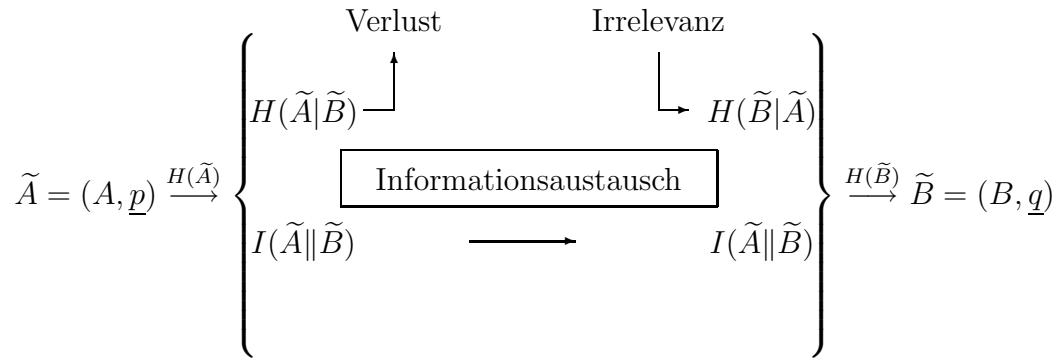 Verlust Irrelevanz
H(Ã|B̃) H(B̃|Ã)
Informationsaustausch
Ã = (A, p̲) H(Ã) ⟶ { } H(B̃) ⟶ B̃ = (B, q̲)
I(Ã‖B̃) ⟶ I(Ã‖B̃)